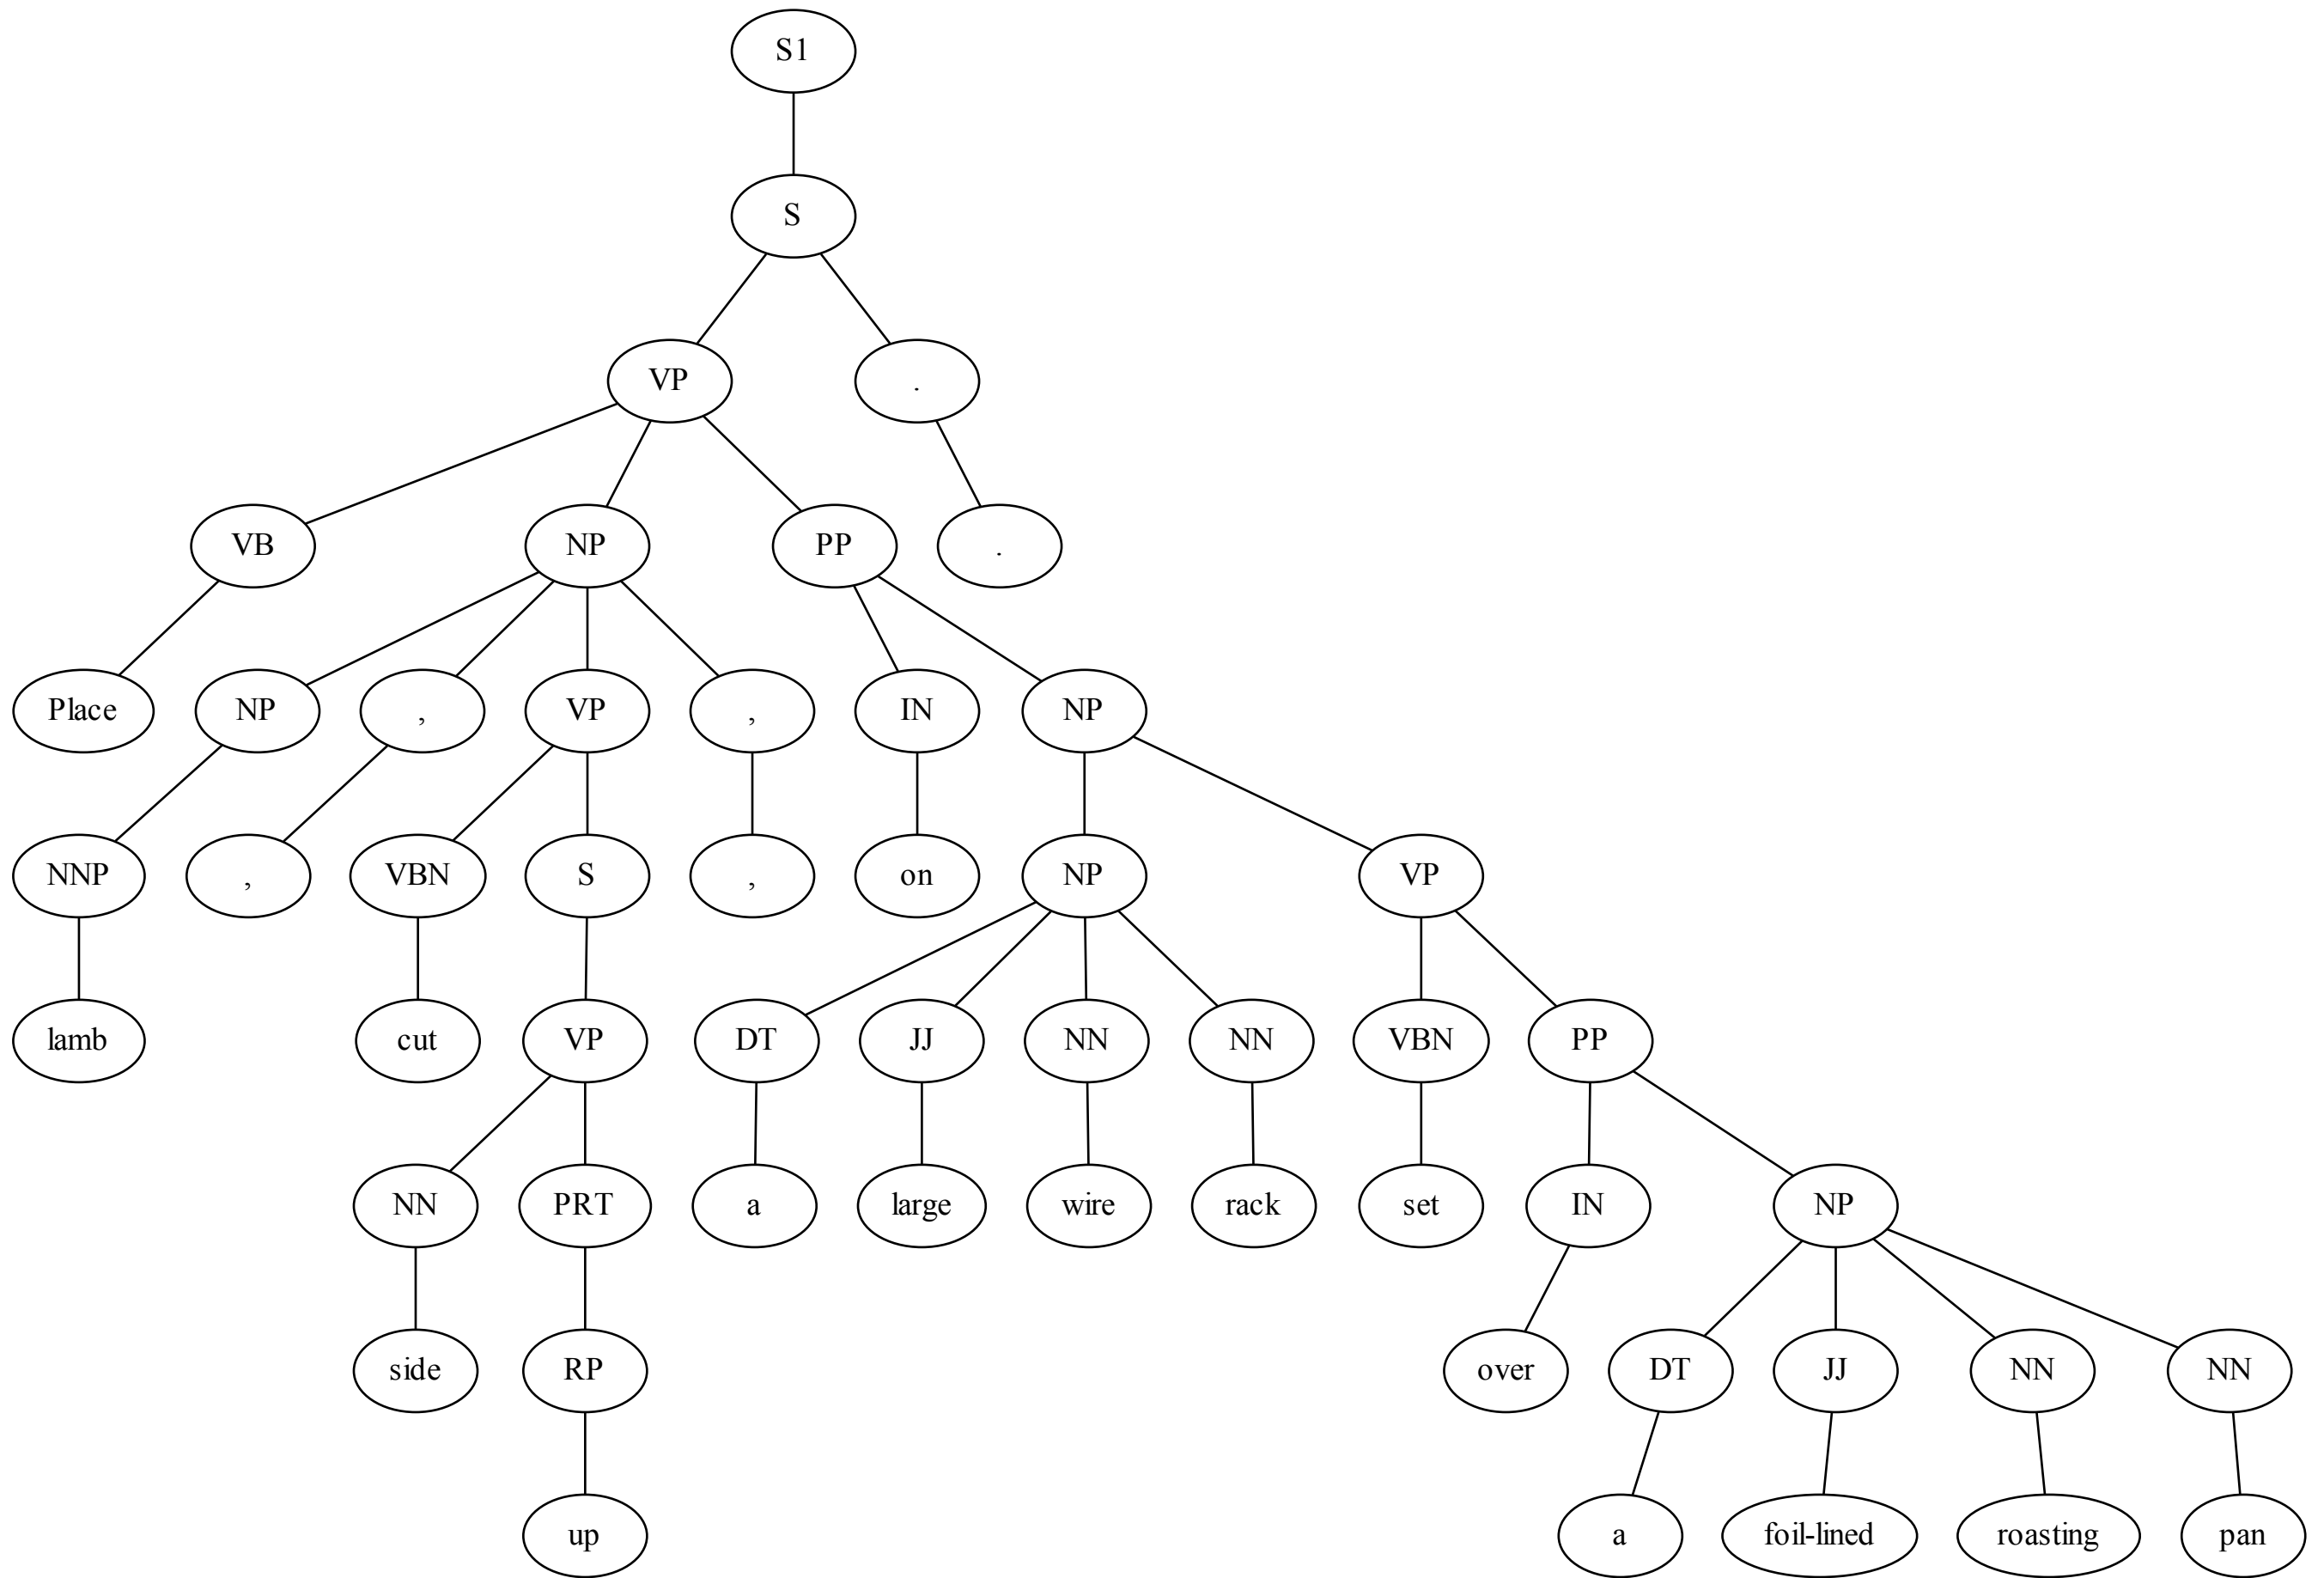 S1
S
VP .
VB NP PP .
Place NP , VP , IN NP
NNP , VBN S , on NP VP
lamb cut VP DT JJ NN NN VBN PP
NN PRT a large wire rack set IN NP
side RP over DT JJ NN NN
up a foil-lined roasting pan